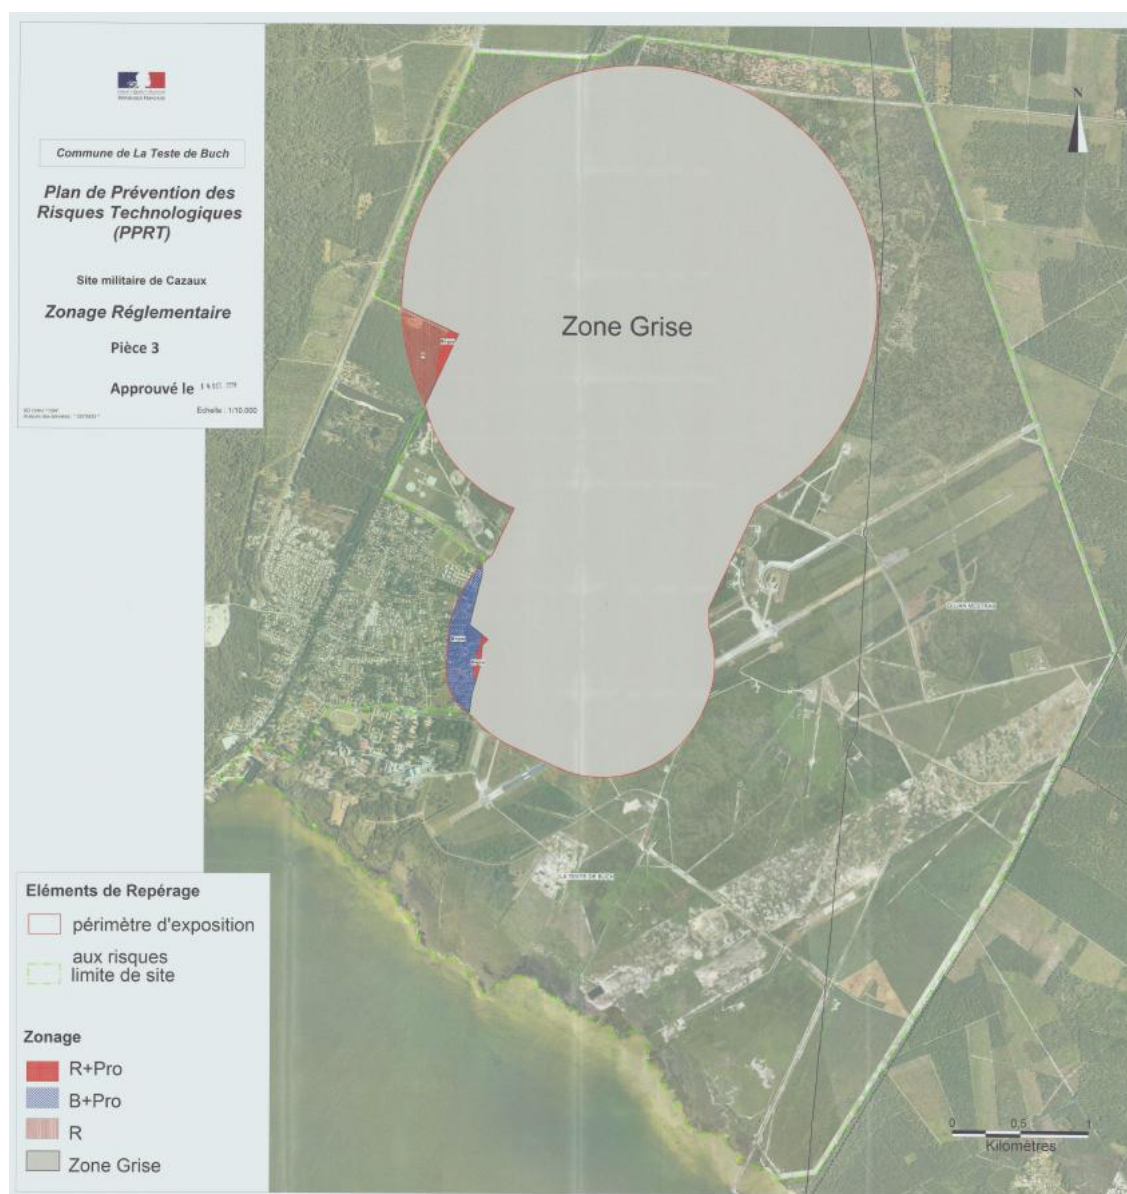 Commune de La Teste de Buch
Plan de Prévention des
Risques Technologiques
(PPRT)
Site militaire de Cazaux
Zonage Réglementaire
Pièce 3
Approuvé le
Echelle : 1/10.000
N
Zone Grise
R
LA TESTE DE BUCH
Eléments de Repérage
périmètre d'exposition
aux risques
limite de site
Zonage
R+Pro
B+Pro
R
Zone Grise
0 0,5 1
Kilomètres